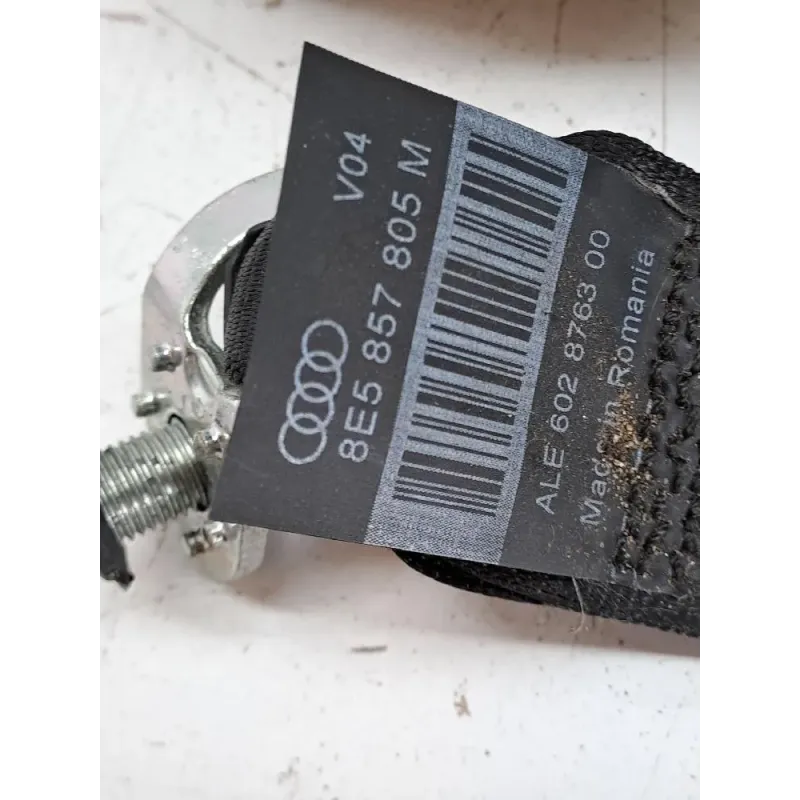 V04
8E5 857 805 M
ALE 602 8763 00
Made in Romania